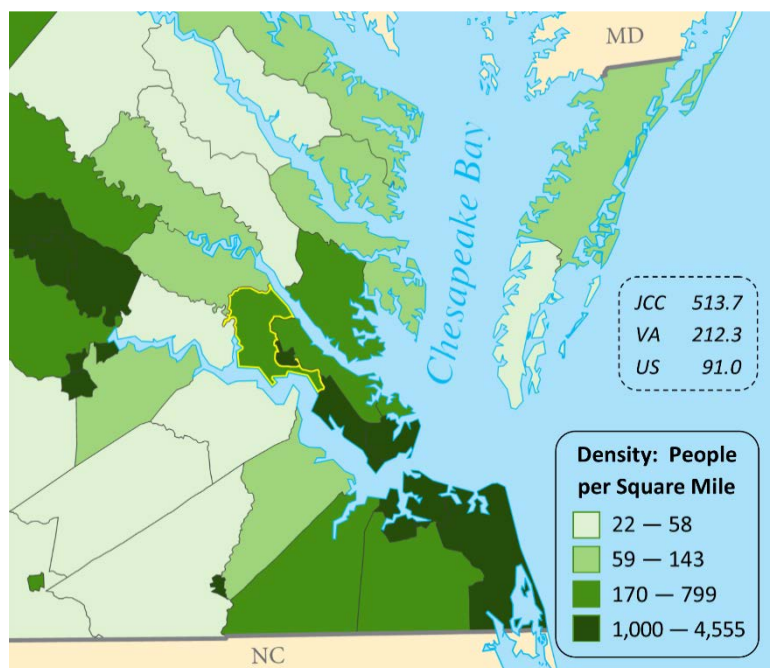 MD
Chesapeake Bay
JCC 513.7
VA 212.3
US 91.0
Density: People
per Square Mile
22 — 58
59 — 143
170 — 799
1,000 — 4,555
NC